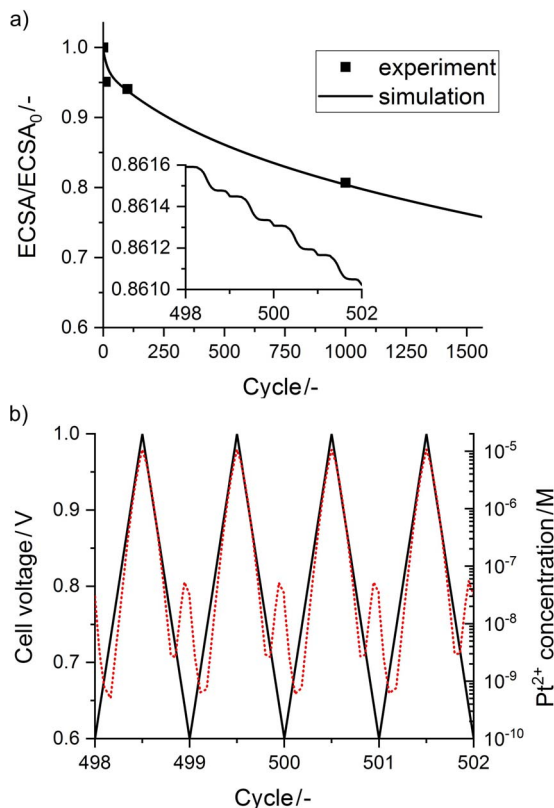 a)
1.0
0.9
0.8
0.7
0.6
ECSA/ECSA₀/-
experiment
simulation
0.8616
0.8614
0.8612
0.8610
498 500 502
0 250 500 750 1000 1250 1500
Cycle/-
b)
1.0
0.9
0.8
0.7
0.6
Cell voltage/V
10⁻⁵
10⁻⁶
10⁻⁷
10⁻⁸
10⁻⁹
10⁻¹⁰
Pt²⁺ concentration/M
498 499 500 501 502
Cycle/-